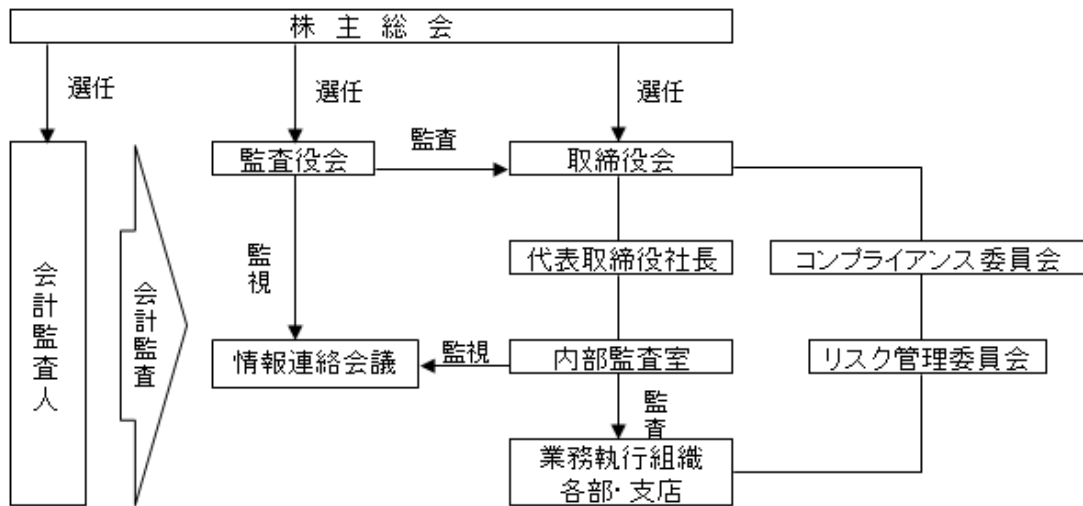 株主総会
選任
選任
選任
監査役会
監査
取締役会
会計監査人
会計監査
監視
代表取締役社長
コンプライアンス委員会
情報連絡会議
監視
内部監査室
リスク管理委員会
監査
業務執行組織
各部・支店